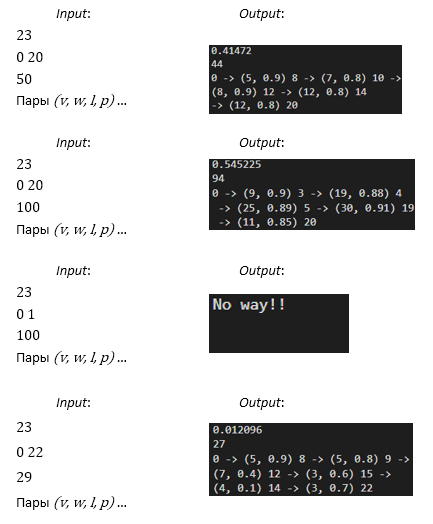 Input: Output:
23
0 20
50
Пары (v, w, l, p) ...
0.41472
44
0 -> (5, 0.9) 8 -> (7, 0.8) 10 ->
(8, 0.9) 12 -> (12, 0.8) 14
-> (12, 0.8) 20
Input: Output:
23
0 20
100
Пары (v, w, l, p) ...
0.545225
94
0 -> (9, 0.9) 3 -> (19, 0.88) 4
-> (25, 0.89) 5 -> (30, 0.91) 19
-> (11, 0.85) 20
Input: Output:
23
0 1
100
Пары (v, w, l, p) ...
No way!!
Input: Output:
23
0 22
29
Пары (v, w, l, p) ...
0.012096
27
0 -> (5, 0.9) 8 -> (5, 0.8) 9 ->
(7, 0.4) 12 -> (3, 0.6) 15 ->
(4, 0.1) 14 -> (3, 0.7) 22